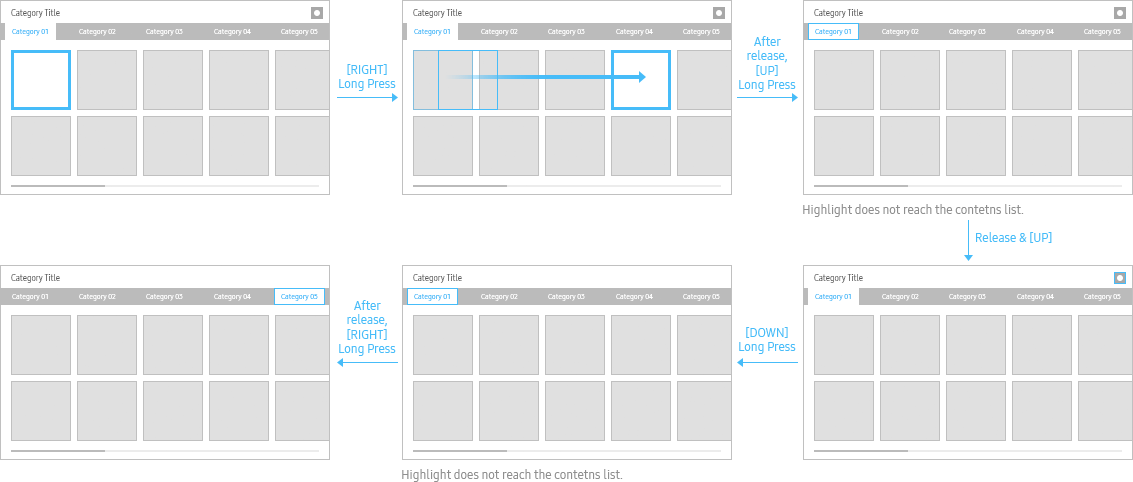 Category Title
Category 01 Category 02 Category 03 Category 04 Category 05
[RIGHT]
Long Press
Category Title
Category 01 Category 02 Category 03 Category 04 Category 05
After
release,
[UP]
Long Press
Category Title
Category 01 Category 02 Category 03 Category 04 Category 05
Highlight does not reach the contetns list.
Release & [UP]
Category Title
Category 01 Category 02 Category 03 Category 04 Category 05
[DOWN]
Long Press
Category Title
Category 01 Category 02 Category 03 Category 04 Category 05
Highlight does not reach the contetns list.
After
release,
[RIGHT]
Long Press
Category Title
Category 01 Category 02 Category 03 Category 04 Category 05